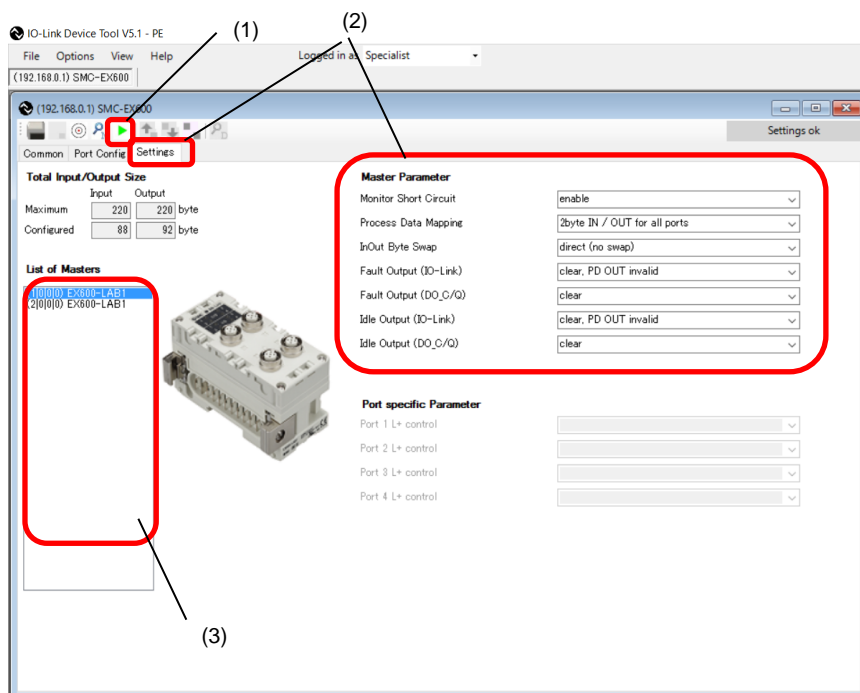 (1)
(2)
IO-Link Device Tool V5.1 - PE
File Options View Help Logged in as Specialist
(192.168.0.1) SMC-EX600
(192.168.0.1) SMC-EX600
Settings ok
Common Port Config Settings
Total Input/Output Size
Input Output
Maximum 220 220 byte
Configured 88 92 byte
List of Masters
(1|0|0|0) EX600-LAB1
(2|0|0|0) EX600-LAB1
Master Parameter
Monitor Short Circuit enable
Process Data Mapping 2byte IN / OUT for all ports
InOut Byte Swap direct (no swap)
Fault Output (IO-Link) clear, PD OUT invalid
Fault Output (DO_C/Q) clear
Idle Output (IO-Link) clear, PD OUT invalid
Idle Output (DO_C/Q) clear
Port specific Parameter
Port 1 L+ control
Port 2 L+ control
Port 3 L+ control
Port 4 L+ control
(3)